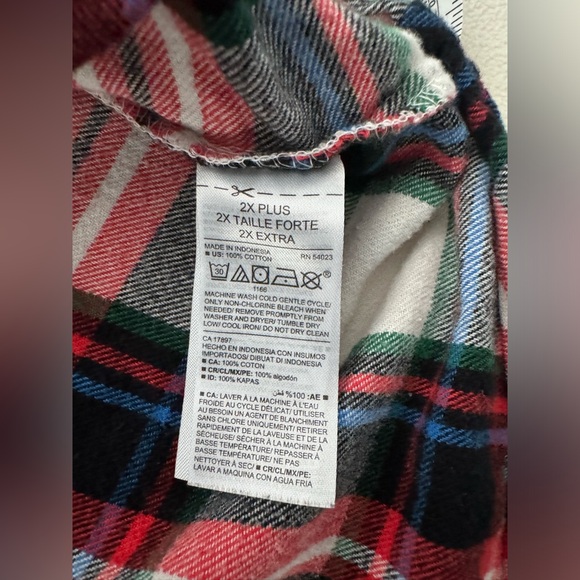 2X PLUS
2X TAILLE FORTE
2X EXTRA
MADE IN INDONESIA RN 54023
■ US: 100% COTTON
30
1166
MACHINE WASH COLD GENTLE CYCLE/
ONLY NON-CHLORINE BLEACH WHEN
NEEDED/ REMOVE PROMPTLY FROM
WASHER AND DRYER/ TUMBLE DRY
LOW/ COOL IRON/ DO NOT DRY CLEAN
CA 17897
HECHO EN INDONESIA CON INSUMOS
IMPORTADOS/ DIBUAT DI INDONESIA
■ CA: 100% COTON
■ CR/CL/MX/PE: 100% algodón
■ ID: 100% KAPAS
%100 قطن :AE ■
■ CA: LAVER À LA MACHINE À L'EAU
FROIDE AU CYCLE DÉLICAT/ UTILISER
AU BESOIN UN AGENT DE BLANCHIMENT
SANS CHLORE UNIQUEMENT/ RETIRER
RAPIDEMENT DE LA LAVEUSE ET DE LA
SÉCHEUSE/ SÉCHER À LA MACHINE À
BASSE TEMPÉRATURE/ REPASSER À
BASSE TEMPÉRATURE/ NE PAS
NETTOYER À SEC/ ■ CR/CL/MX/PE:
LAVAR A MAQUINA CON AGUA FRIA